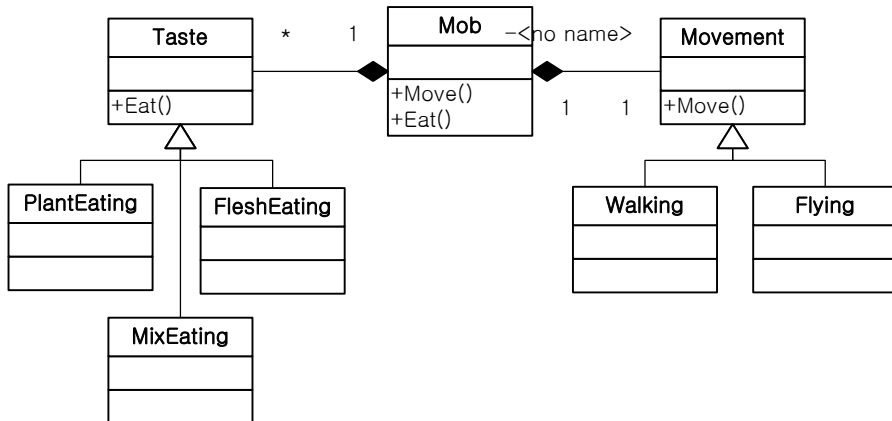 Taste
*
1
Mob
-<no name>
Movement
+Eat()
+Move()
+Eat()
1
1
+Move()
PlantEating
FleshEating
Walking
Flying
MixEating